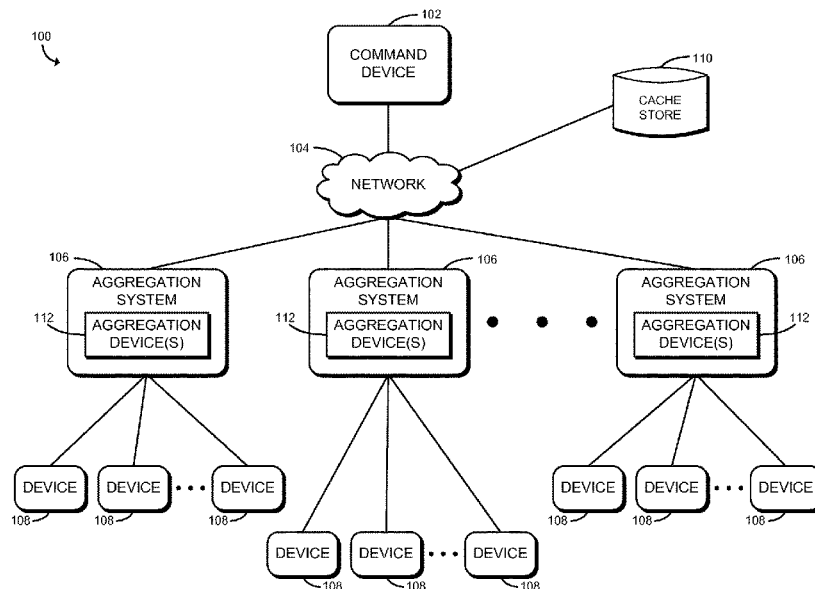 102
100
COMMAND
DEVICE
110
CACHE
STORE
104
NETWORK
106
106
106
AGGREGATION
SYSTEM
112
AGGREGATION
DEVICE(S)
AGGREGATION
SYSTEM
112
AGGREGATION
DEVICE(S)
AGGREGATION
SYSTEM
AGGREGATION
DEVICE(S)
112
DEVICE
DEVICE
DEVICE
108
108
108
DEVICE
DEVICE
DEVICE
108
108
108
DEVICE
DEVICE
DEVICE
108
108
108